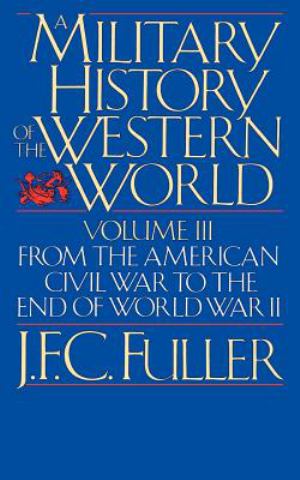 A
MILITARY
HISTORY
OF THE WESTERN
WORLD
VOLUME III
FROM THE AMERICAN
CIVIL WAR TO THE
END OF WORLD WAR II
J.F.C. FULLER